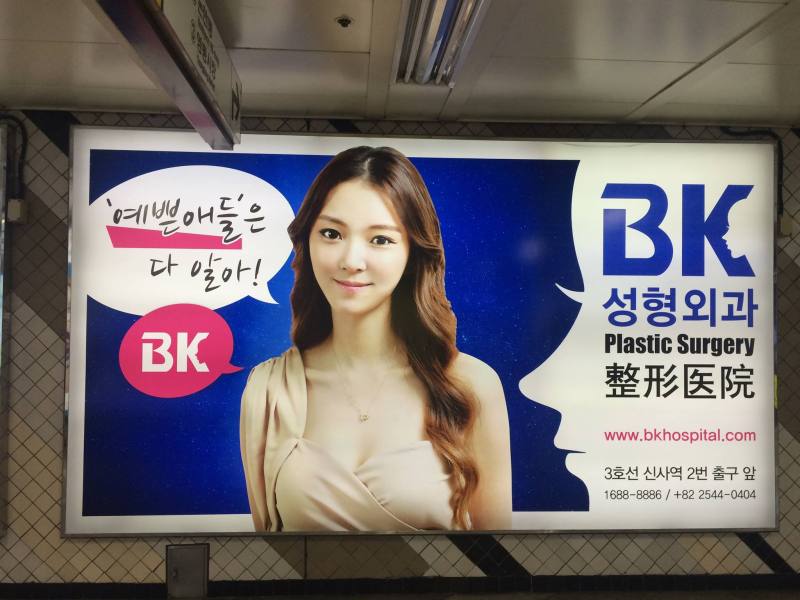 '예쁜애들'은
다 알아!
BK
BK
성형외과
Plastic Surgery
整形医院
www.bkhospital.com
3호선 신사역 2번 출구 앞
1688-8886 / +82 2544-0404